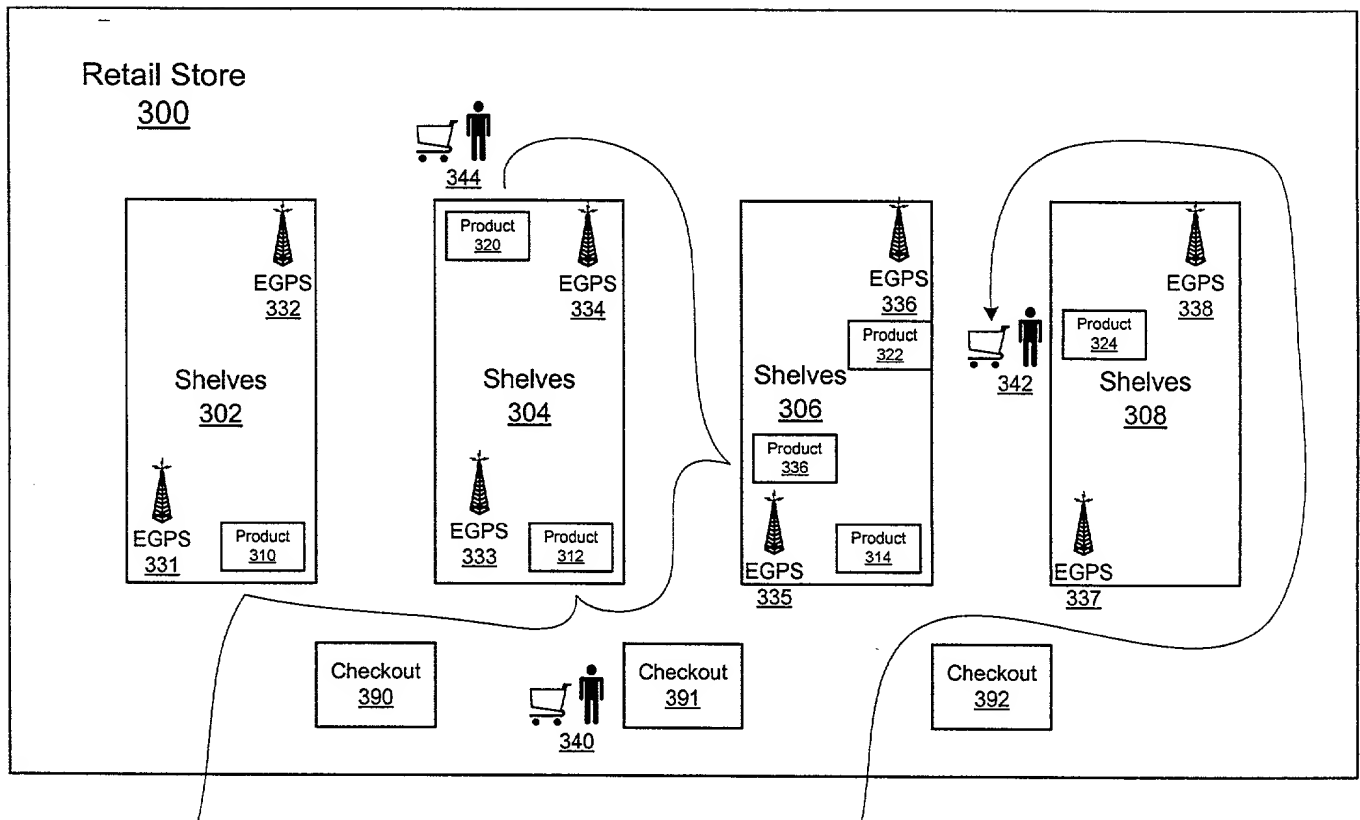 Retail Store
300
344
Product
320
EGPS
332
EGPS
334
EGPS
336
EGPS
338
Product
322
Product
324
342
Shelves
302
Shelves
304
Shelves
306
Shelves
308
Product
336
EGPS
331
Product
310
EGPS
333
Product
312
EGPS
335
Product
314
EGPS
337
Checkout
390
340
Checkout
391
Checkout
392